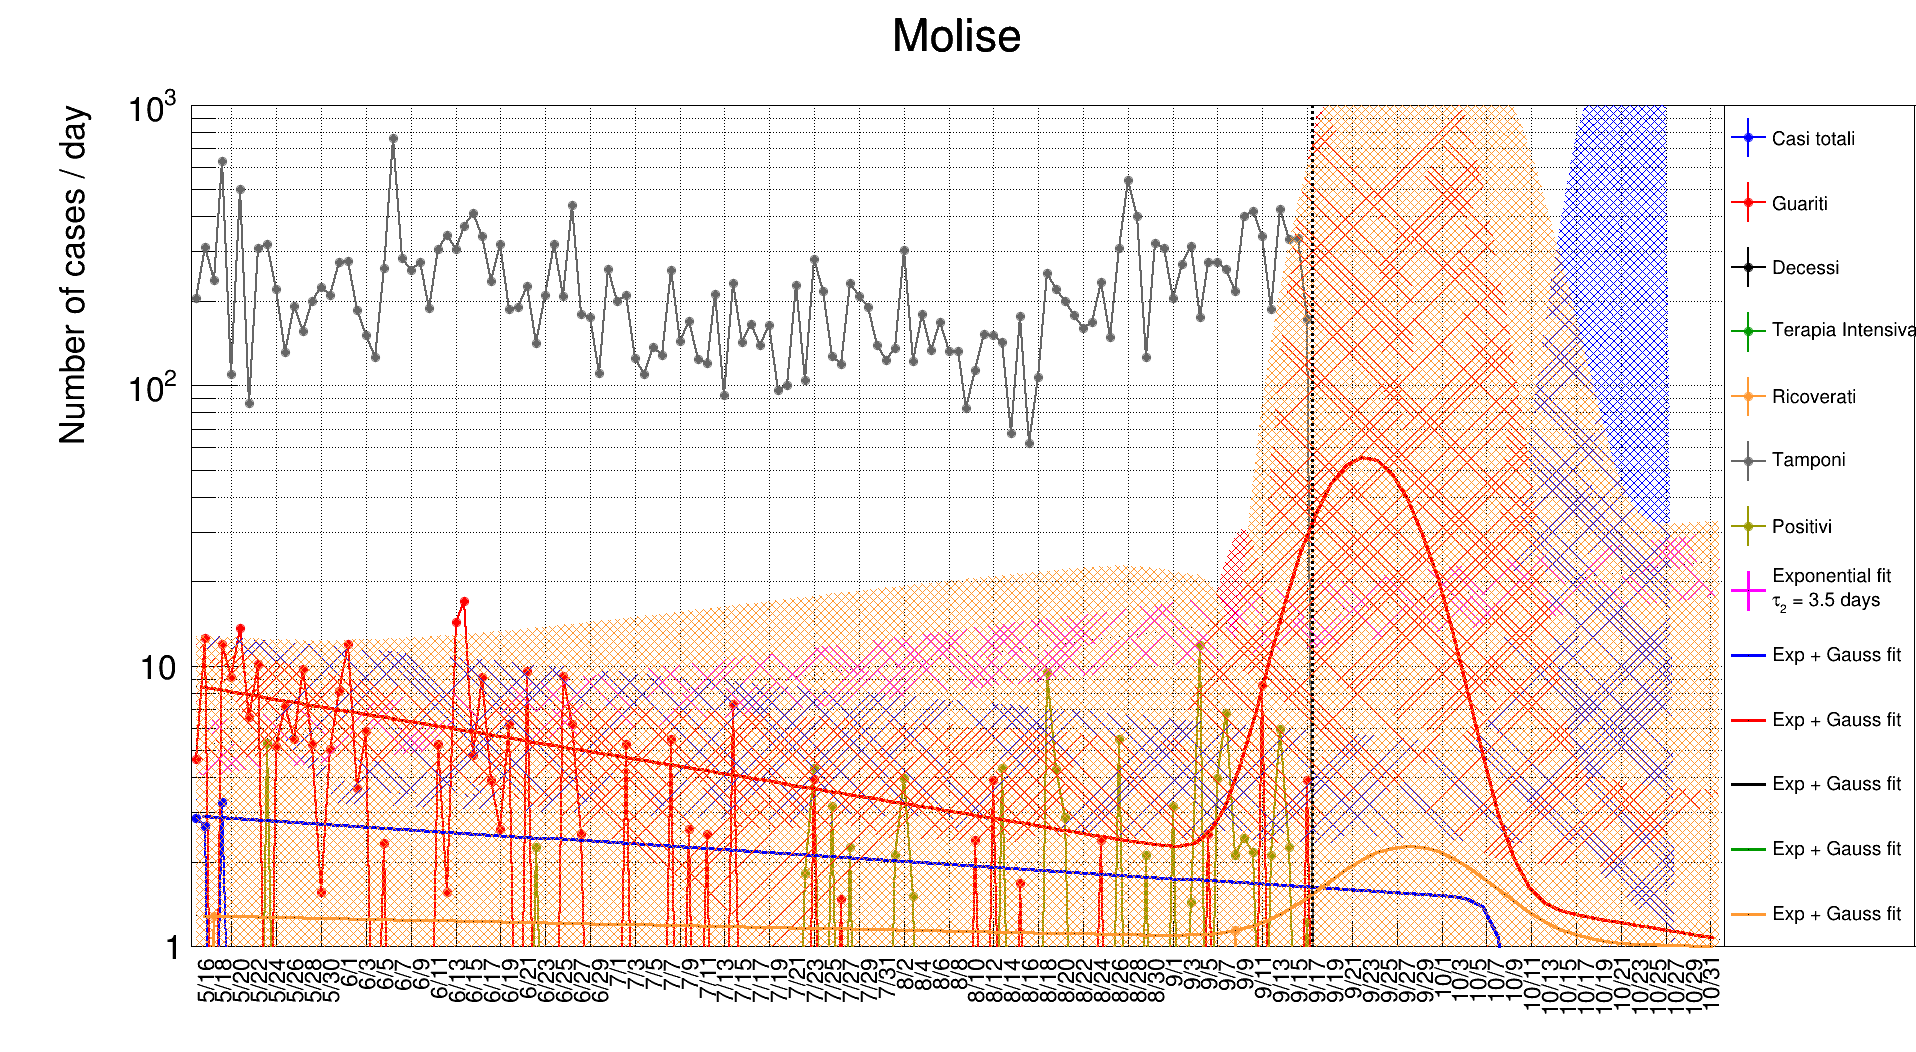 Molise
Number of cases / day
10³
10²
10
1
5/16 5/18 5/20 5/22 5/24 5/26 5/28 5/30 6/1 6/3 6/5 6/7 6/9 6/11 6/13 6/15 6/17 6/19 6/21 6/23 6/25 6/27 6/29 7/1 7/3 7/5 7/7 7/9 7/11 7/13 7/15 7/17 7/19 7/21 7/23 7/25 7/27 7/29 7/31 8/2 8/4 8/6 8/8 8/10 8/12 8/14 8/16 8/18 8/20 8/22 8/24 8/26 8/28 8/30 9/1 9/3 9/5 9/7 9/9 9/11 9/13 9/15 9/17 9/19 9/21 9/23 9/25 9/27 9/29 10/1 10/3 10/5 10/7 10/9 10/11 10/13 10/15 10/17 10/19 10/21 10/23 10/25 10/27 10/29 10/31
Casi totali
Guariti
Decessi
Terapia Intensiva
Ricoverati
Tamponi
Positivi
Exponential fit
τ₂ = 3.5 days
Exp + Gauss fit
Exp + Gauss fit
Exp + Gauss fit
Exp + Gauss fit
Exp + Gauss fit